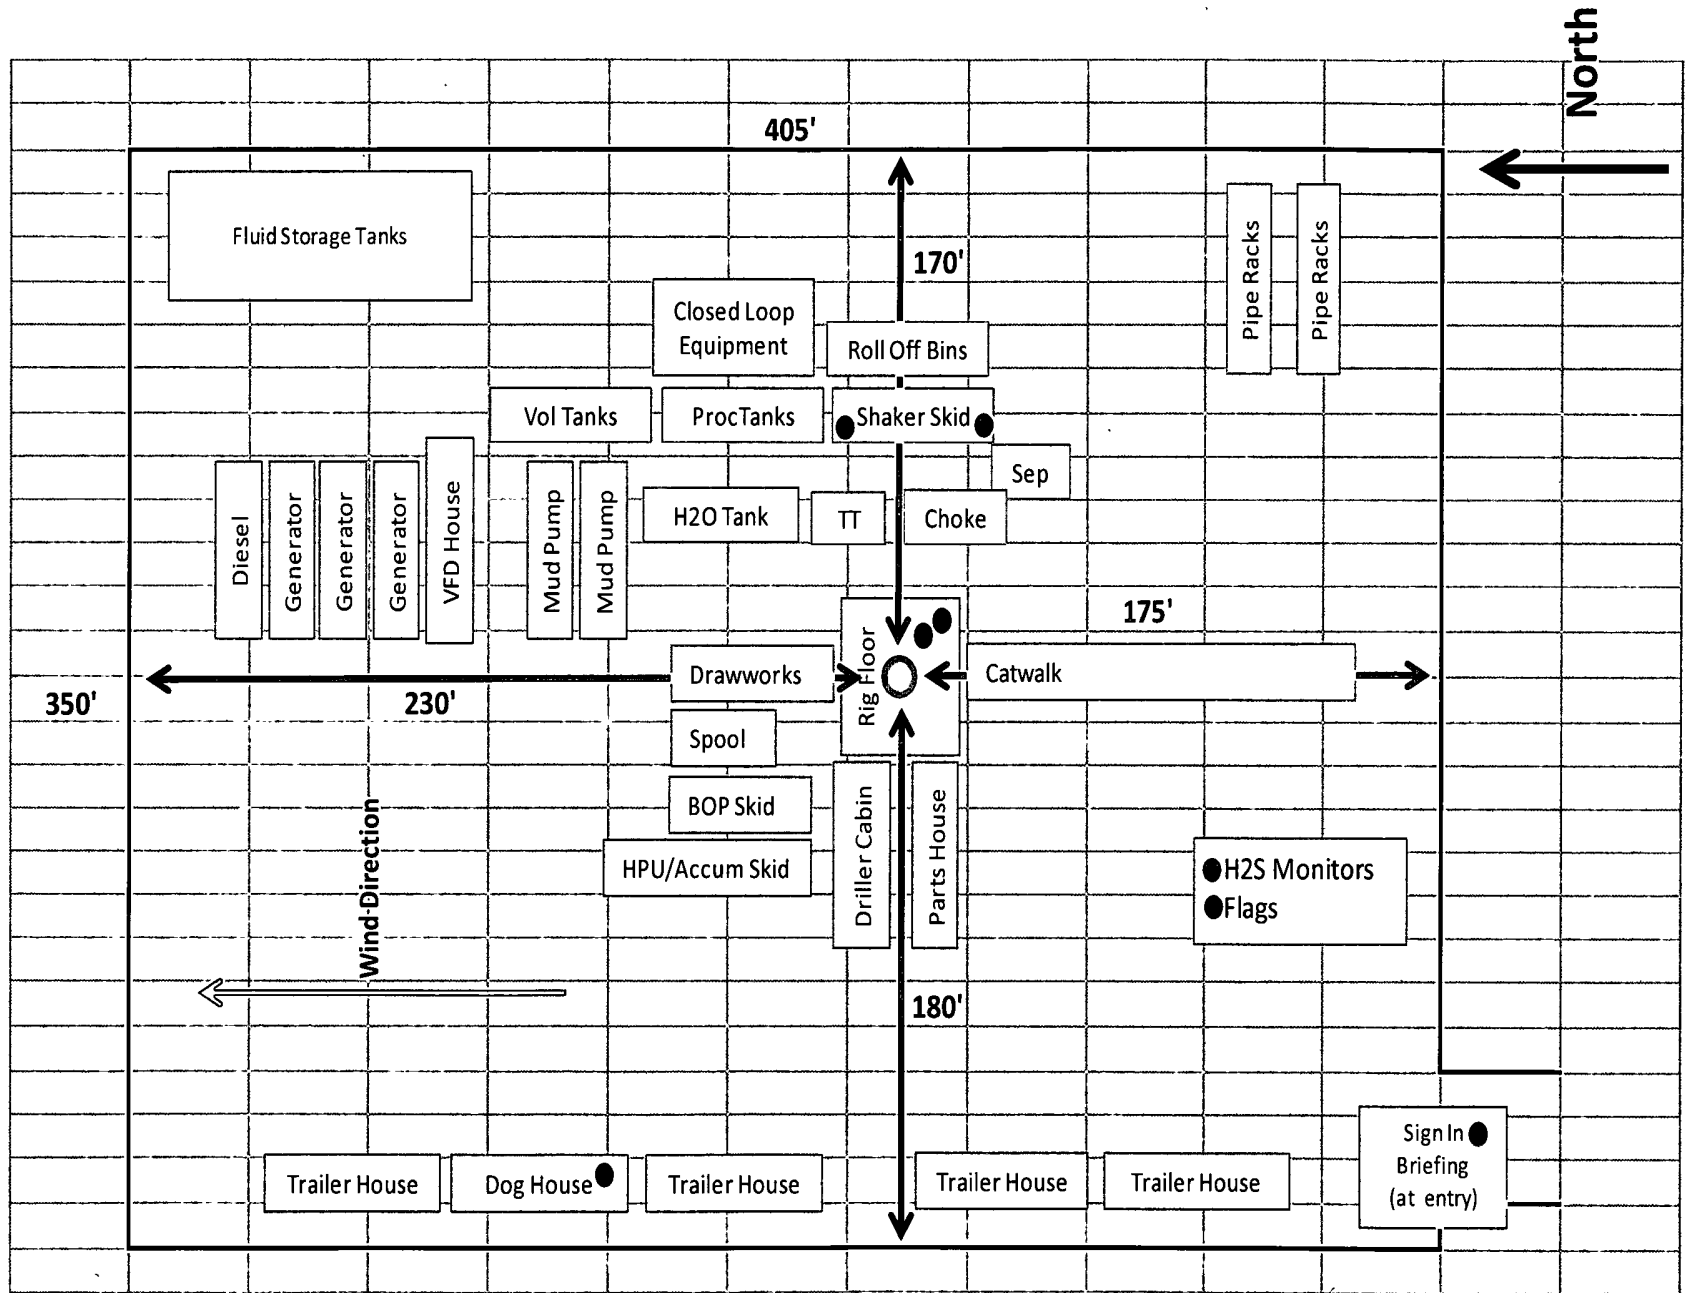 North
405'
Fluid Storage Tanks
170'
Pipe Racks
Pipe Racks
Closed Loop
Equipment
Roll Off Bins
Vol Tanks
ProcTanks
Shaker Skid
Sep
Diesel
Generator
Generator
Generator
VFD House
Mud Pump
Mud Pump
H2O Tank
TT
Choke
175'
Rig Floor
Drawworks
Catwalk
350'
230'
Spool
BOP Skid
HPU/Accum Skid
Driller Cabin
Parts House
Wind Direction
H2S Monitors
Flags
180'
Sign In
Briefing
(at entry)
Trailer House
Dog House
Trailer House
Trailer House
Trailer House